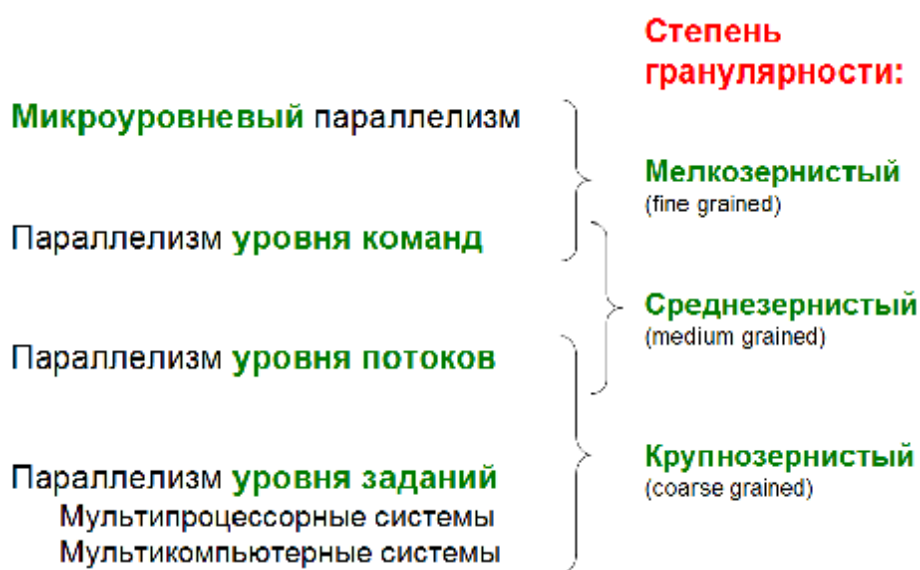 Степень
гранулярности:
Микроуровневый параллелизм
Мелкозернистый
(fine grained)
Параллелизм уровня команд
Среднезернистый
(medium grained)
Параллелизм уровня потоков
Крупнозернистый
(coarse grained)
Параллелизм уровня заданий
Мультипроцессорные системы
Мультикомпьютерные системы